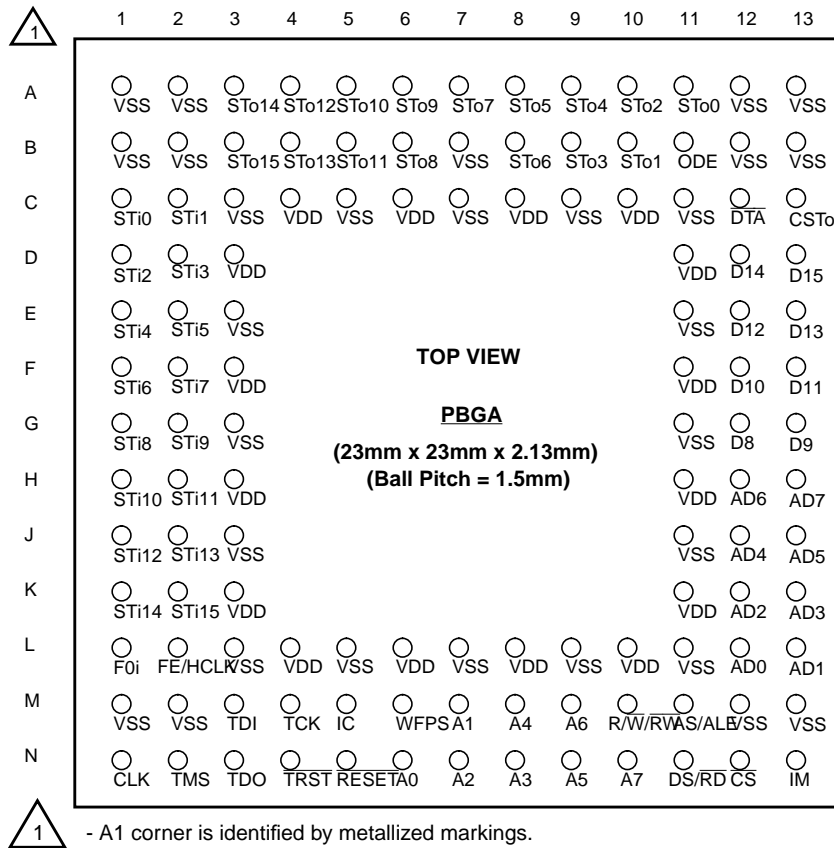 1 2 3 4 5 6 7 8 9 10 11 12 13
1
A
VSS VSS STo14 STo12 STo10 STo9 STo7 STo5 STo4 STo2 STo0 VSS VSS
B
VSS VSS STo15 STo13 STo11 STo8 VSS STo6 STo3 STo1 ODE VSS VSS
C
STi0 STi1 VSS VDD VSS VDD VSS VDD VSS VDD VSS DTA CSTo
D
STi2 STi3 VDD VDD D14 D15
E
STi4 STi5 VSS VSS D12 D13
TOP VIEW
F
STi6 STi7 VDD VDD D10 D11
PBGA
G
STi8 STi9 VSS VSS D8 D9
(23mm x 23mm x 2.13mm)
(Ball Pitch = 1.5mm)
H
STi10 STi11 VDD VDD AD6 AD7
J
STi12 STi13 VSS VSS AD4 AD5
K
STi14 STi15 VDD VDD AD2 AD3
L
F0i FE/HCLK VSS VDD VSS VDD VSS VDD VSS VDD VSS AD0 AD1
M
VSS VSS TDI TCK IC WFPS A1 A4 A6 R/W/RW AS/ALE VSS VSS
N
CLK TMS TDO TRST RESET A0 A2 A3 A5 A7 DS/RD CS IM
1 - A1 corner is identified by metallized markings.